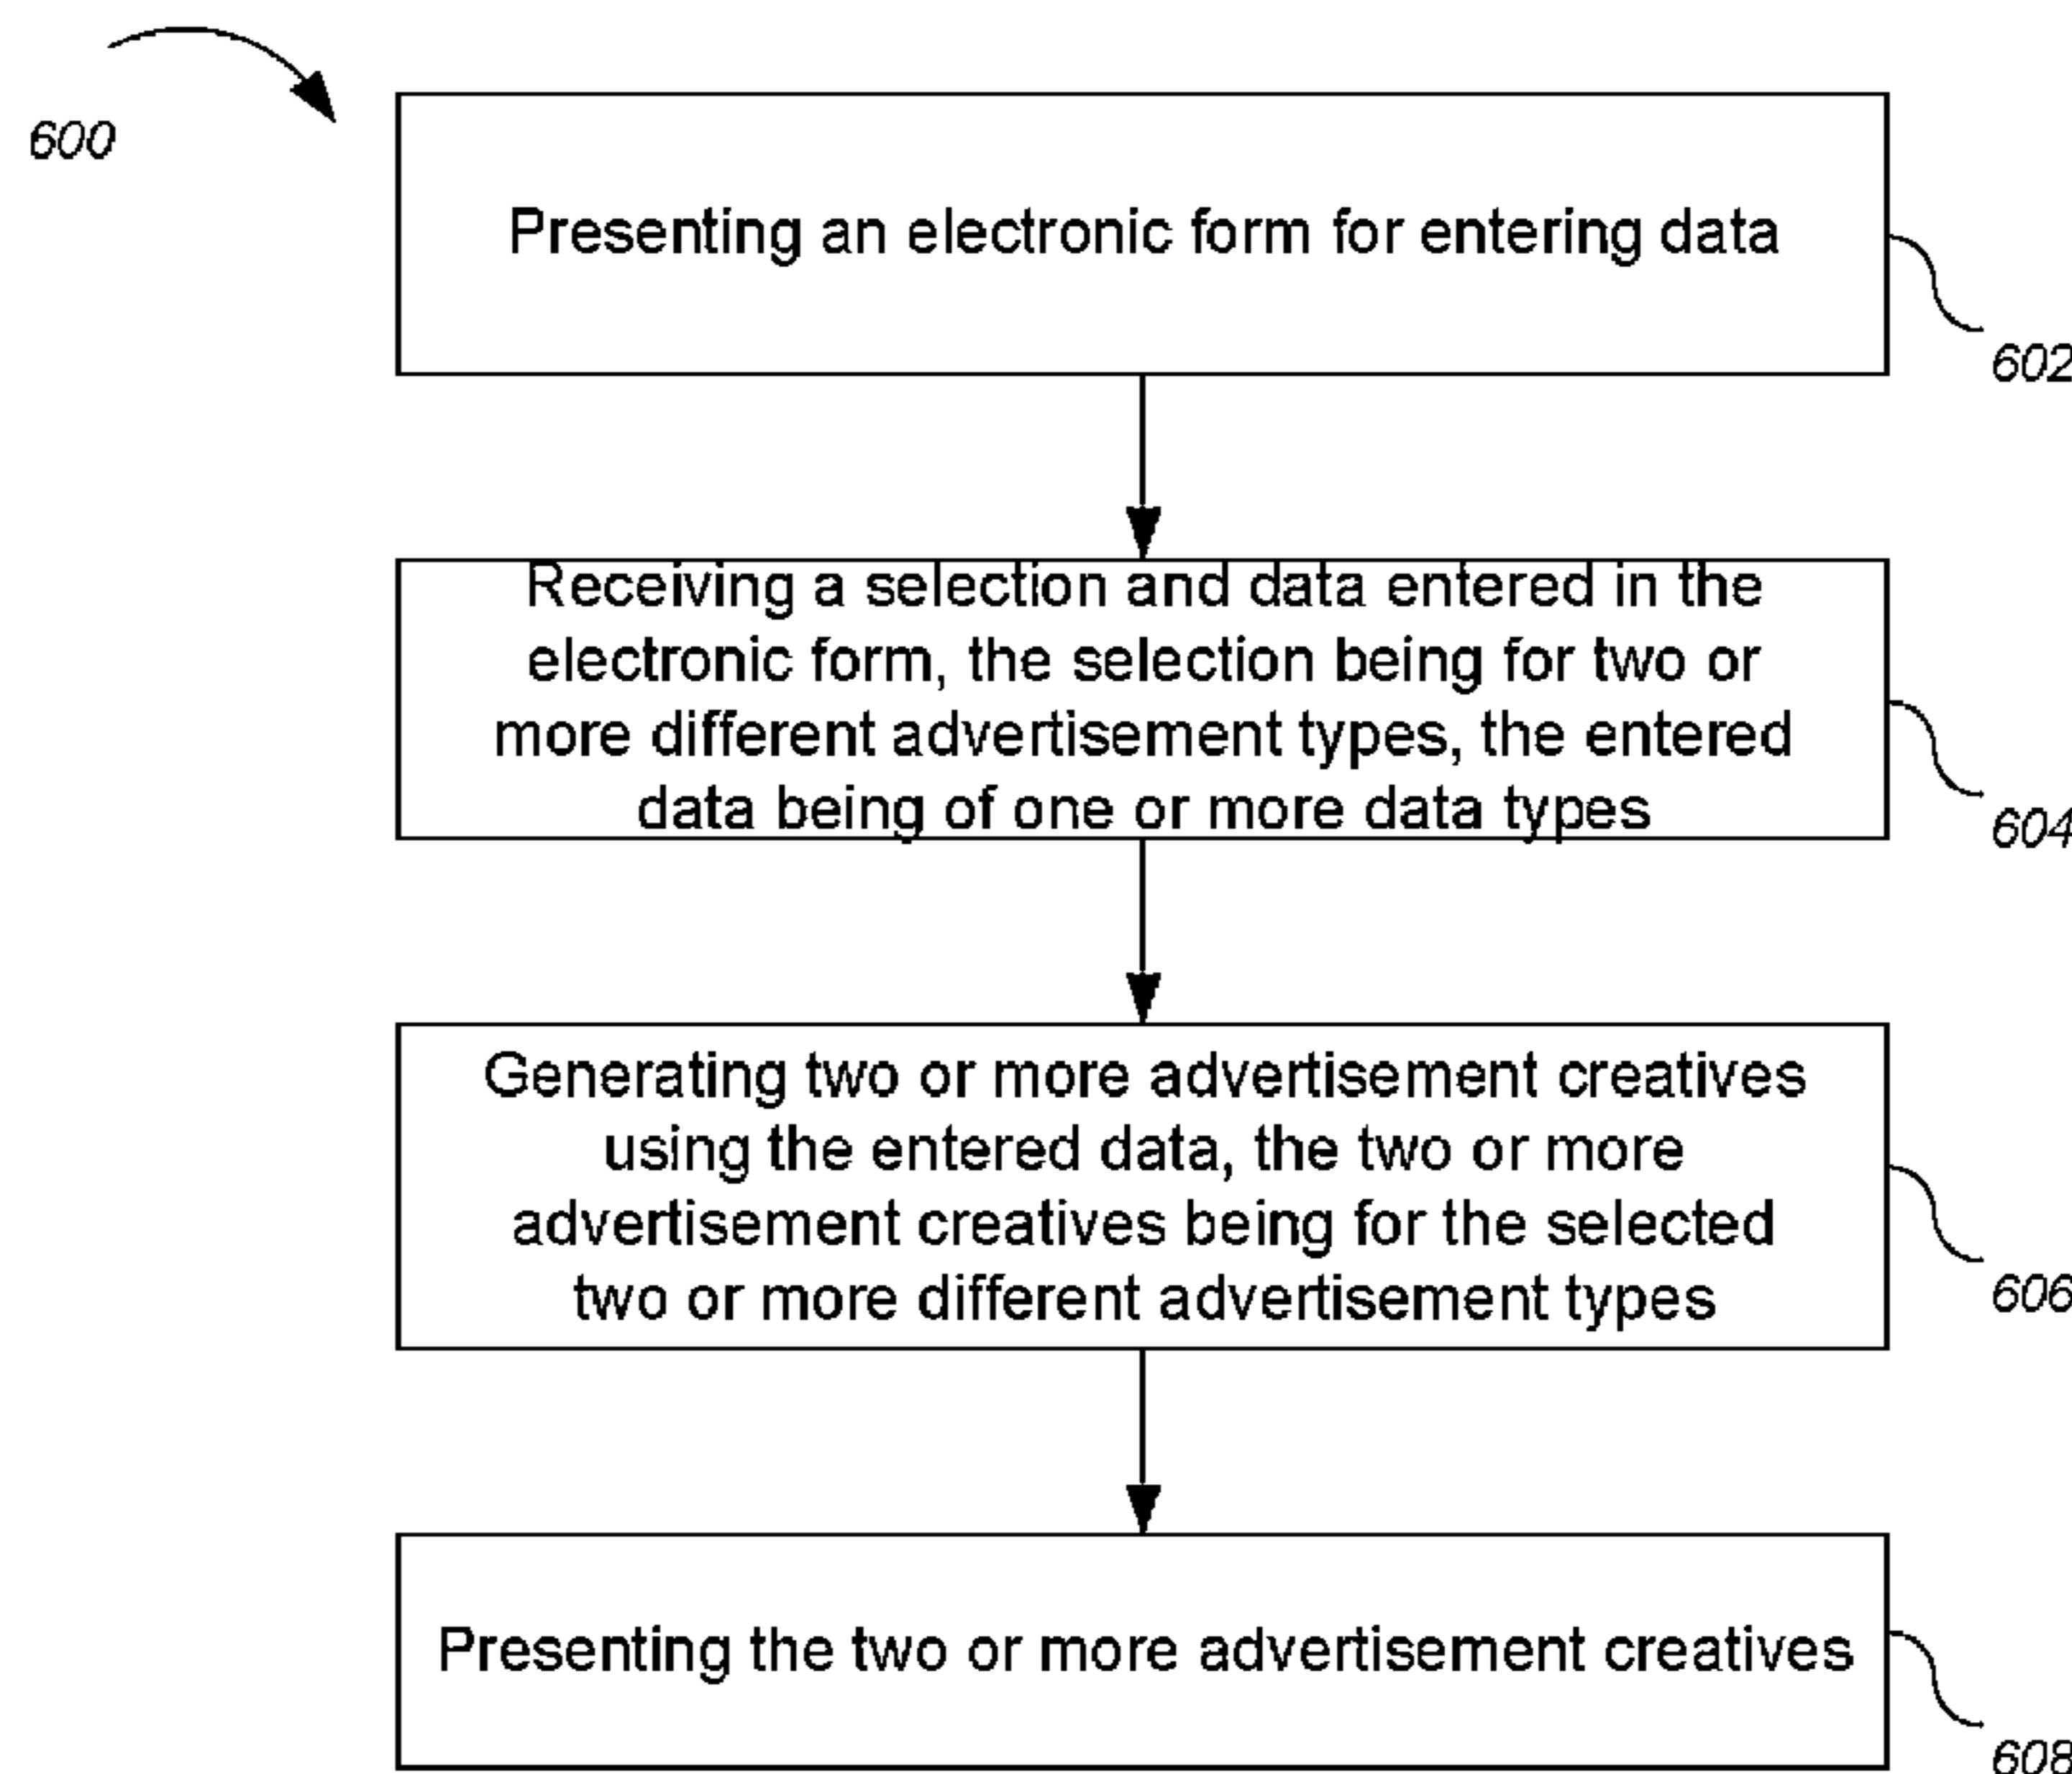 600
Presenting an electronic form for entering data
602
Receiving a selection and data entered in the
electronic form, the selection being for two or
more different advertisement types, the entered
data being of one or more data types
604
Generating two or more advertisement creatives
using the entered data, the two or more
advertisement creatives being for the selected
two or more different advertisement types
606
Presenting the two or more advertisement creatives
608